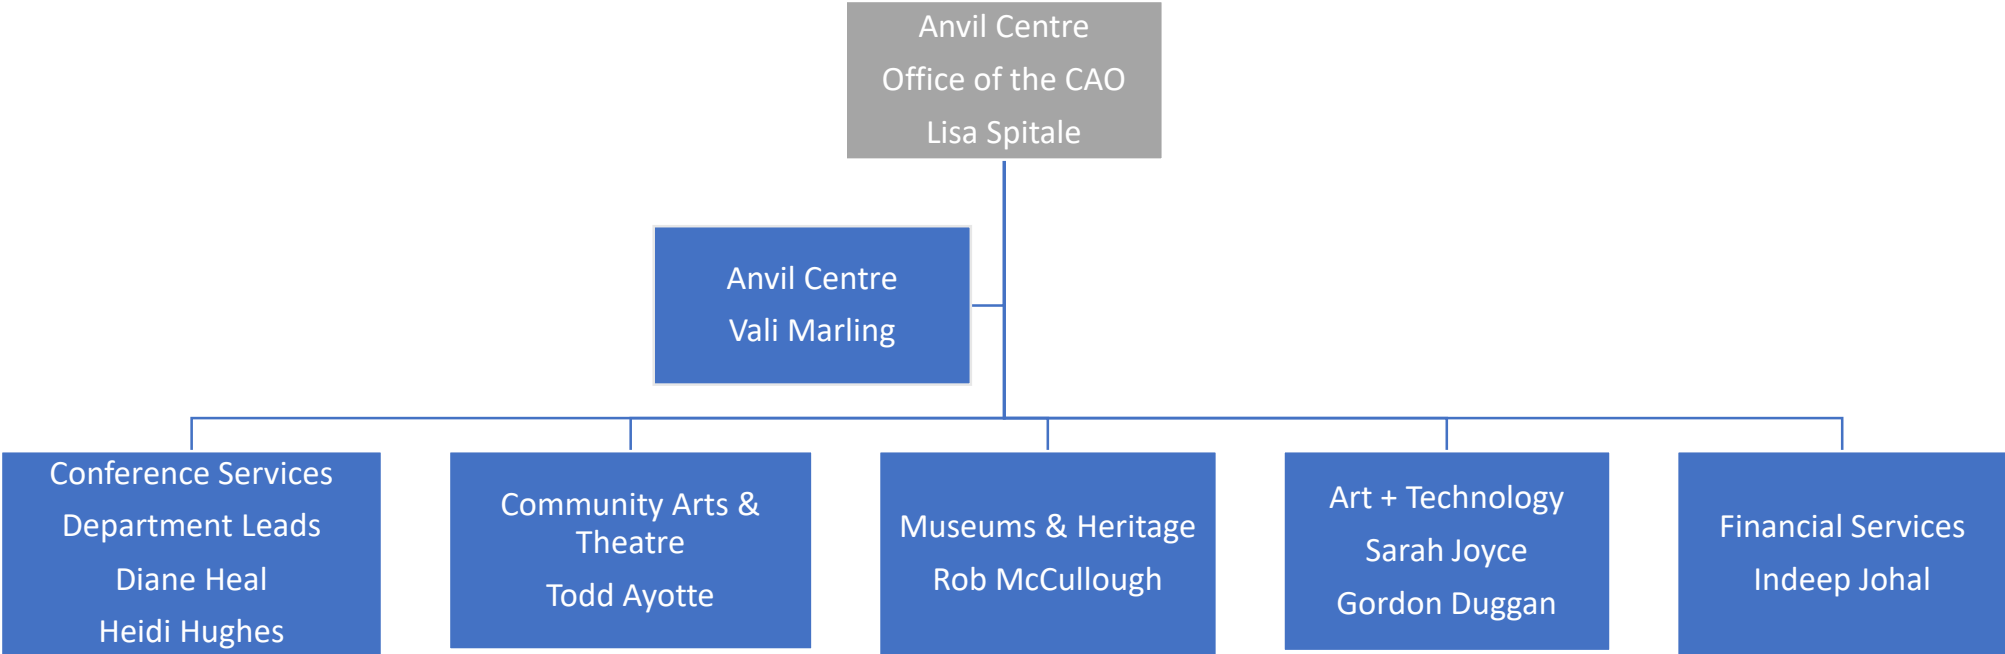 Anvil Centre
Office of the CAO
Lisa Spitale
Anvil Centre
Vali Marling
Conference Services
Department Leads
Diane Heal
Heidi Hughes
Community Arts &
Theatre
Todd Ayotte
Museums & Heritage
Rob McCullough
Art + Technology
Sarah Joyce
Gordon Duggan
Financial Services
Indeep Johal